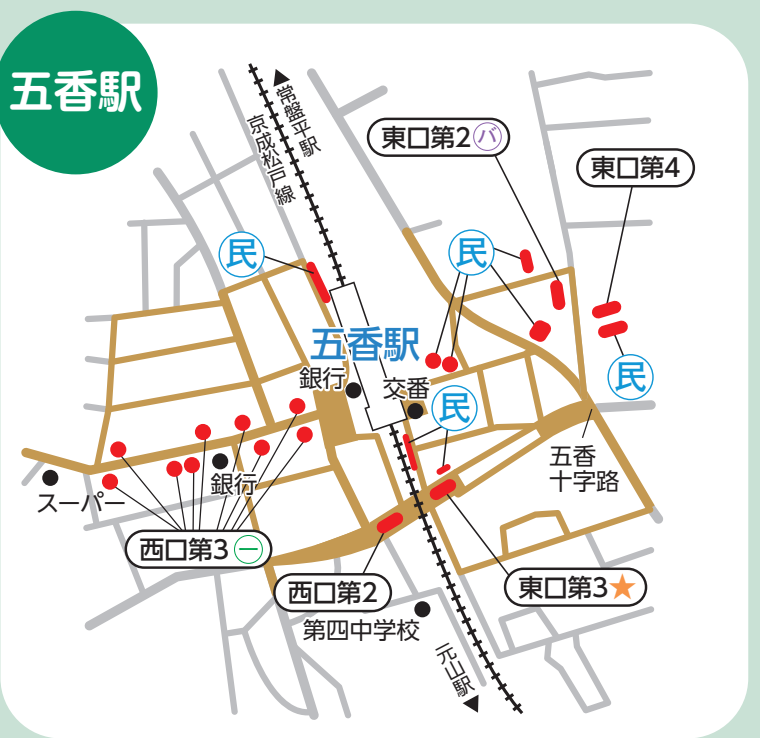 五香駅
常盤平駅
京成松戸線
東口第2 バ
東口第4
民
民
五香駅
銀行
交番
民
民
五香
十字路
スーパー
銀行
西口第3 一
西口第2
東口第3★
第四中学校
元山駅